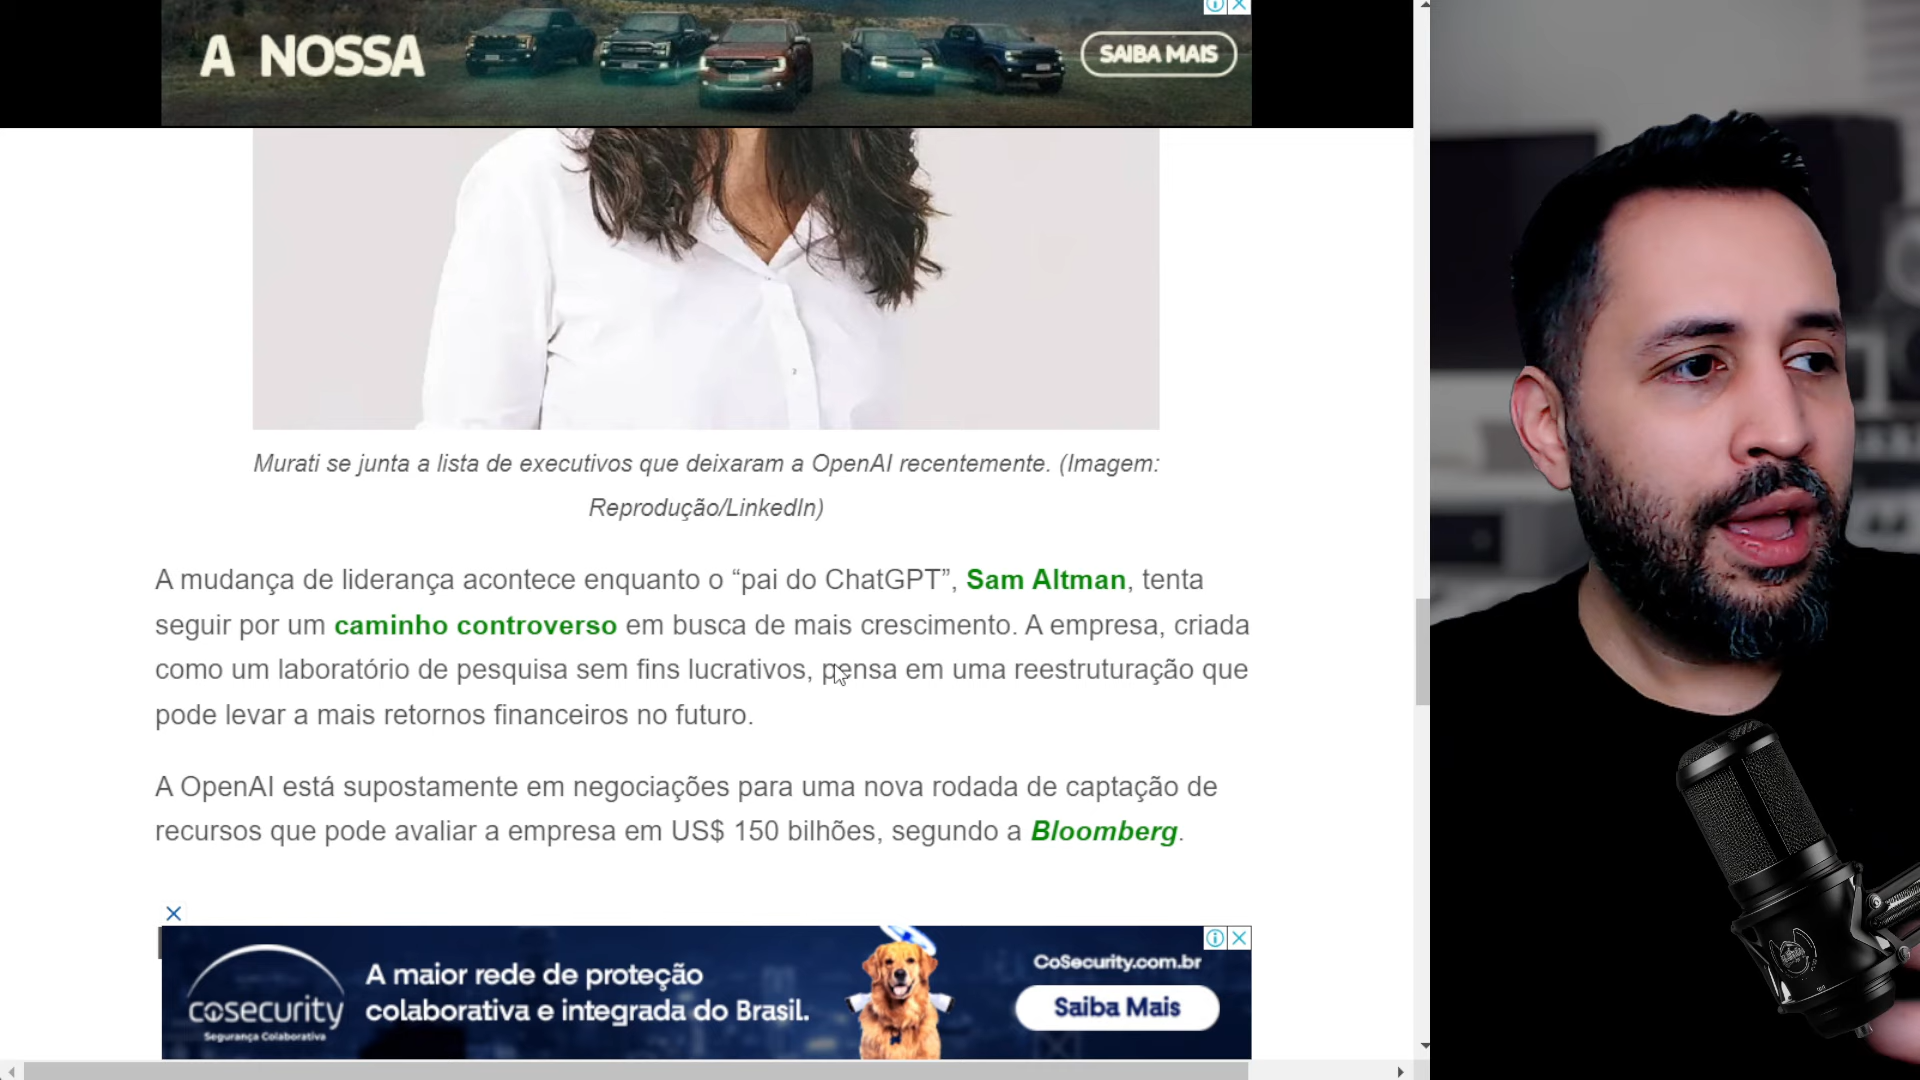 A NOSSA
SAIBA MAIS
Murati se junta a lista de executivos que deixaram a OpenAI recentemente. (Imagem:
Reprodução/LinkedIn)
A mudança de liderança acontece enquanto o “pai do ChatGPT”, Sam Altman, tenta
seguir por um caminho controverso em busca de mais crescimento. A empresa, criada
como um laboratório de pesquisa sem fins lucrativos, pensa em uma reestruturação que
pode levar a mais retornos financeiros no futuro.
A OpenAI está supostamente em negociações para uma nova rodada de captação de
recursos que pode avaliar a empresa em US$ 150 bilhões, segundo a Bloomberg.
cosecurity
Segurança Colaborativa
A maior rede de proteção
colaborativa e integrada do Brasil.
CoSecurity.com.br
Saiba Mais